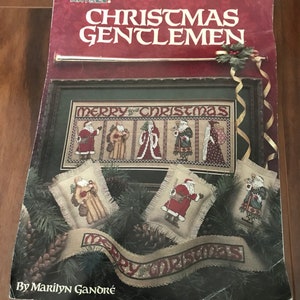 CHRISTMAS
GENTLEMEN
MERRY CHRISTMAS
MERRY CHRISTMAS
By Marilyn Gandré